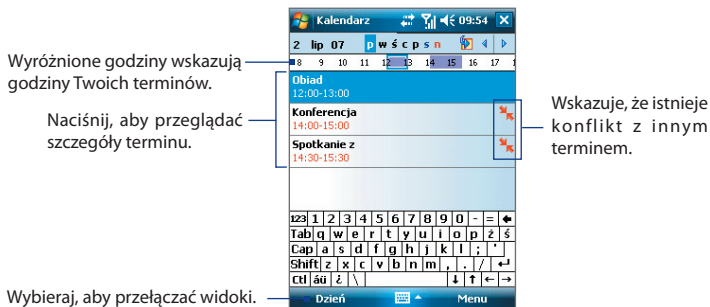 Kalendarz 09:54
2 lip 07 p w ś c p s n
8 9 10 11 12 13 14 15 16 17 1
Wyróżnione godziny wskazują
godziny Twoich terminów.
Obiad
12:00-13:00
Naciśnij, aby przeglądać
szczegóły terminu.
Konferencja
14:00-15:00
Spotkanie z
14:30-15:30
Wskazuje, że istnieje
konflikt z innym
terminem.
123 1 2 3 4 5 6 7 8 9 0 - =
Tab q w e r t y u i o p ż ś
Cap a s d f g h j k l ; '
Shift z x c v b n m , . /
Ctl áü ¿ \
Wybieraj, aby przełączać widoki.
Dzień Menu